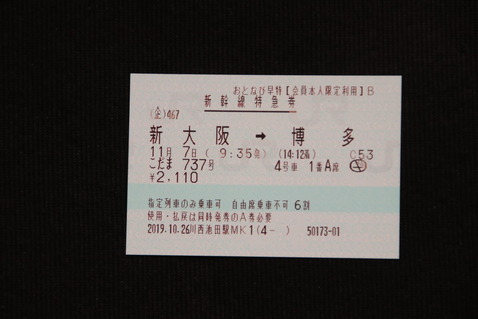 おとなび早特【会員本人限定利用】B
新幹線特急券
(企)467
新大阪 → 博多
11月 7日 ( 9:35発) (14:12着) C53
こだま 737号 4号車 1番A席
¥2,110
指定列車のみ乗車可 自由席乗車不可 6割
使用・払戻は同時発券の乗車券必要
2019.10.26川西池田駅MK1(4- ) 50173-01